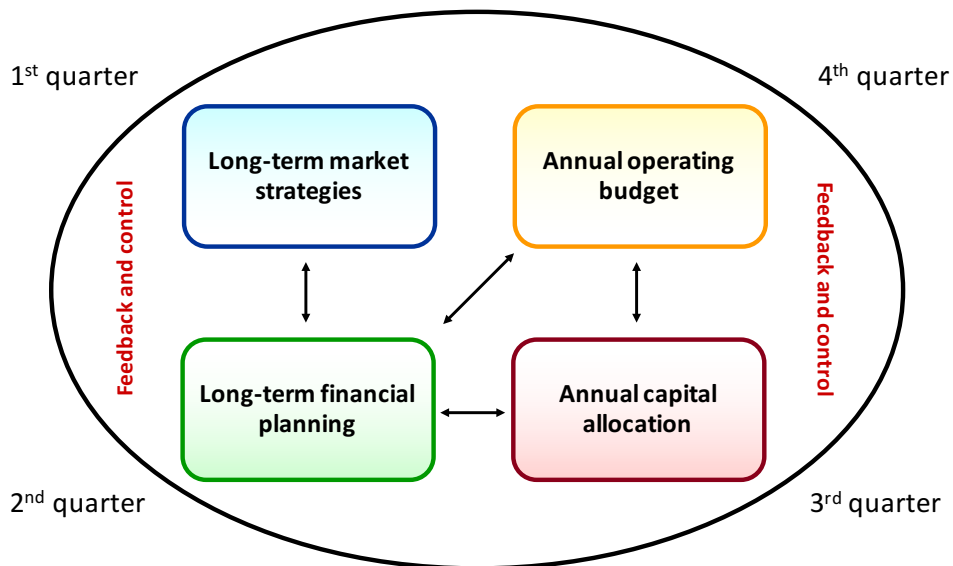 1st quarter
4th quarter
Long-term market
strategies
Annual operating
budget
Feedback and control
Feedback and control
Long-term financial
planning
Annual capital
allocation
2nd quarter
3rd quarter